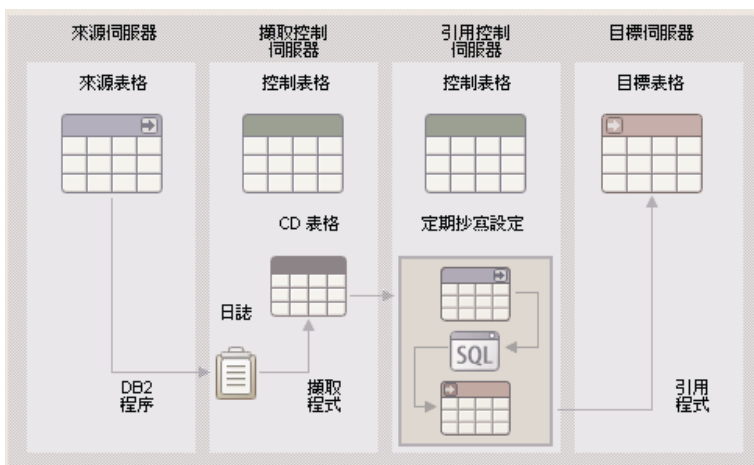 來源伺服器
擷取控制
伺服器
引用控制
伺服器
目標伺服器
來源表格
控制表格
控制表格
目標表格
CD 表格
定期抄寫設定
日誌
SQL
DB2
程序
擷取
程式
引用
程式